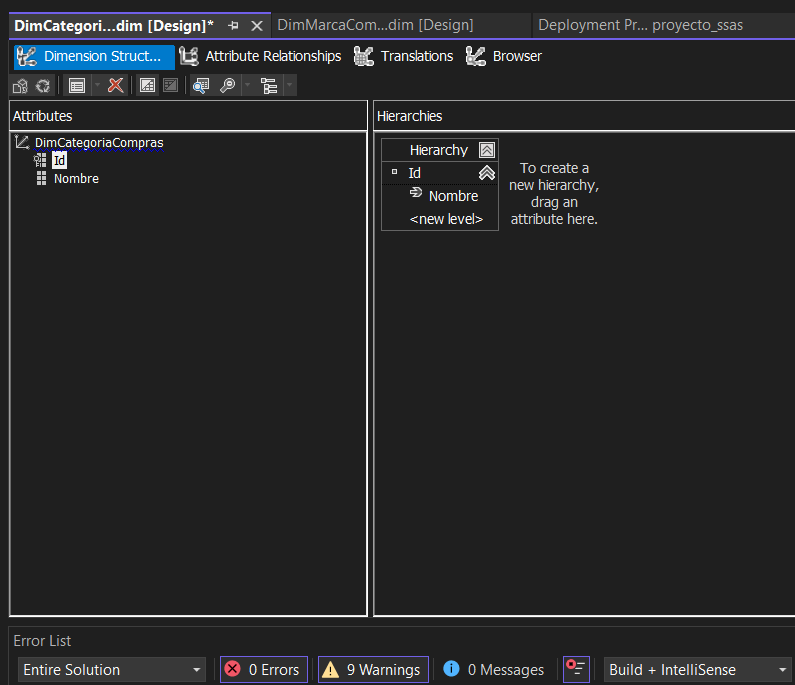 DimCategori...dim [Design]*
DimMarcaCom...dim [Design]
Deployment Pr... proyecto_ssas
Dimension Struct...
Attribute Relationships
Translations
Browser
Attributes
DimCategoriaCompras
Id
Nombre
Hierarchies
Hierarchy
Id
Nombre
<new level>
To create a
new hierarchy,
drag an
attribute here.
Error List
Entire Solution
0 Errors
9 Warnings
0 Messages
Build + IntelliSense